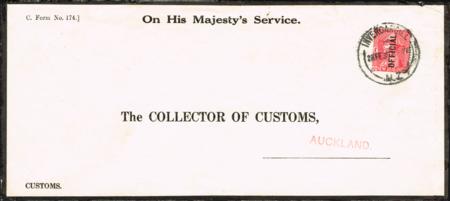 C. Form No. 174.]
On His Majesty's Service.
OFFICIAL
N.Z.
The COLLECTOR OF CUSTOMS,
AUCKLAND.
CUSTOMS.